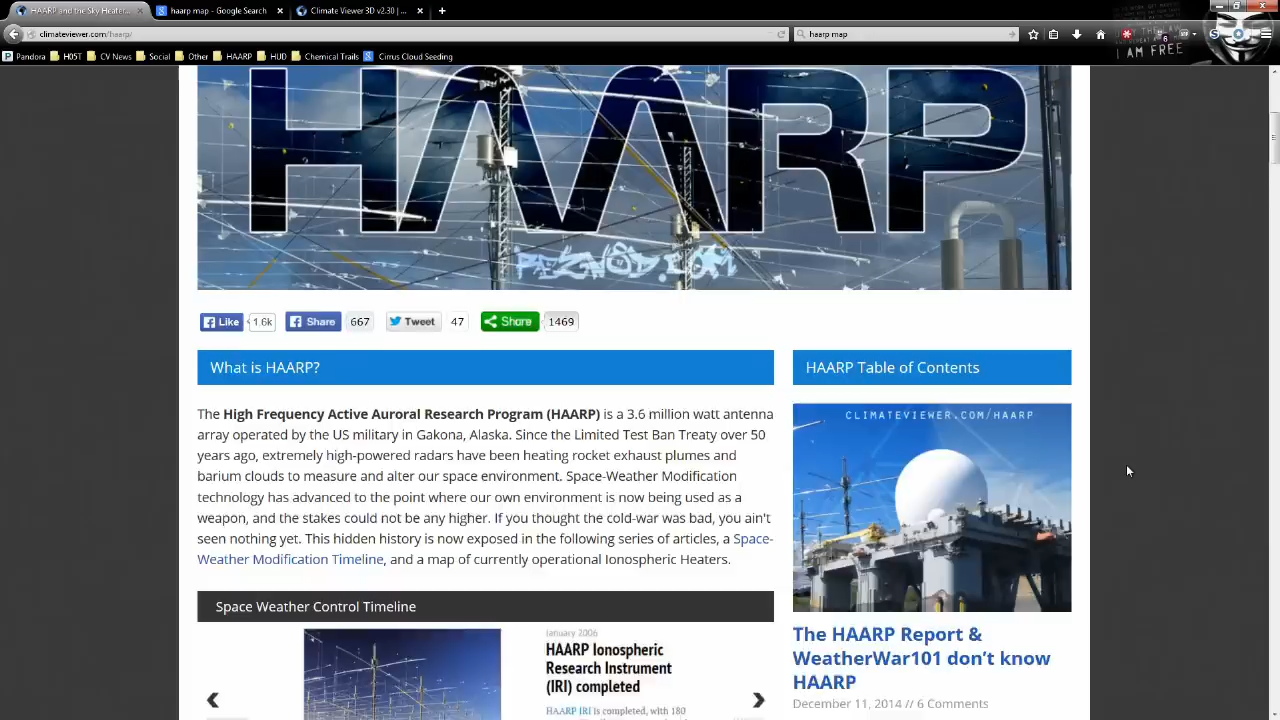 HAARP and the Sky Heater...
haarp map - Google Search
Climate Viewer 3D v2.30 | ...
climateviewer.com/haarp/
haarp map
6
I AM FREE
Pandora
H05T
CV News
Social
Other
HAARP
HUD
Chemical Trails
Cirrus Cloud Seeding
HAARP
REZN8D.COM
Like 1.6k
Share 667
Tweet 47
Share 1469
What is HAARP?
The High Frequency Active Auroral Research Program (HAARP) is a 3.6 million watt antenna
array operated by the US military in Gakona, Alaska. Since the Limited Test Ban Treaty over 50
years ago, extremely high-powered radars have been heating rocket exhaust plumes and
barium clouds to measure and alter our space environment. Space-Weather Modification
technology has advanced to the point where our own environment is now being used as a
weapon, and the stakes could not be any higher. If you thought the cold-war was bad, you ain't
seen nothing yet. This hidden history is now exposed in the following series of articles, a Space-
Weather Modification Timeline, and a map of currently operational Ionospheric Heaters.
Space Weather Control Timeline
January 2006
HAARP Ionospheric
Research Instrument
(IRI) completed
HAARP IRI is completed, with 180
HAARP Table of Contents
CLIMATEVIEWER.COM/HAARP
The HAARP Report &
WeatherWar101 don't know
HAARP
December 11, 2014 // 6 Comments